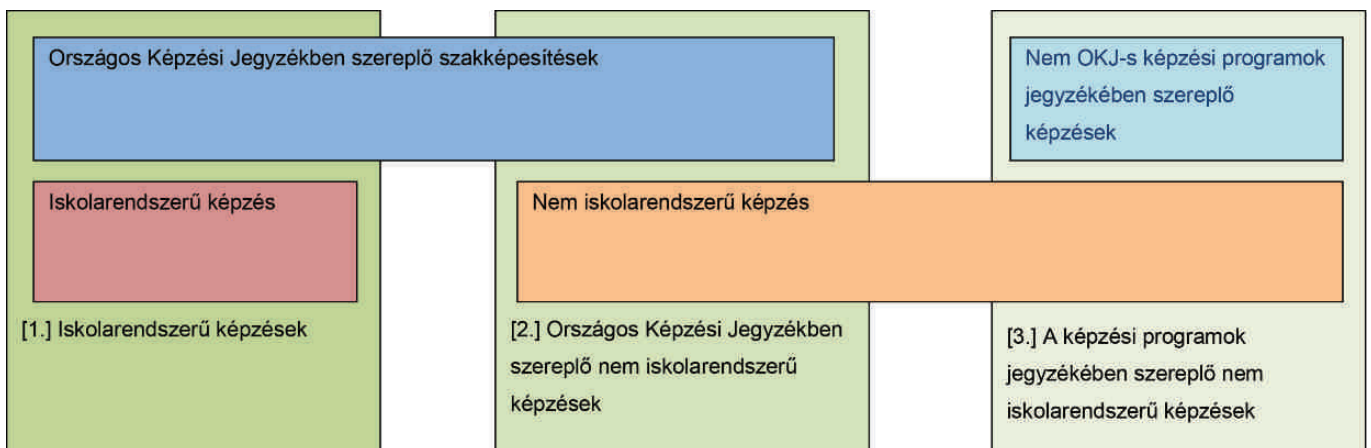 Országos Képzési Jegyzékben szereplő szakképesítések
Nem OKJ-s képzési programok
jegyzékében szereplő
képzések
Iskolarendszerű képzés
Nem iskolarendszerű képzés
[1.] Iskolarendszerű képzések
[2.] Országos Képzési Jegyzékben
szereplő nem iskolarendszerű
képzések
[3.] A képzési programok
jegyzékében szereplő nem
iskolarendszerű képzések